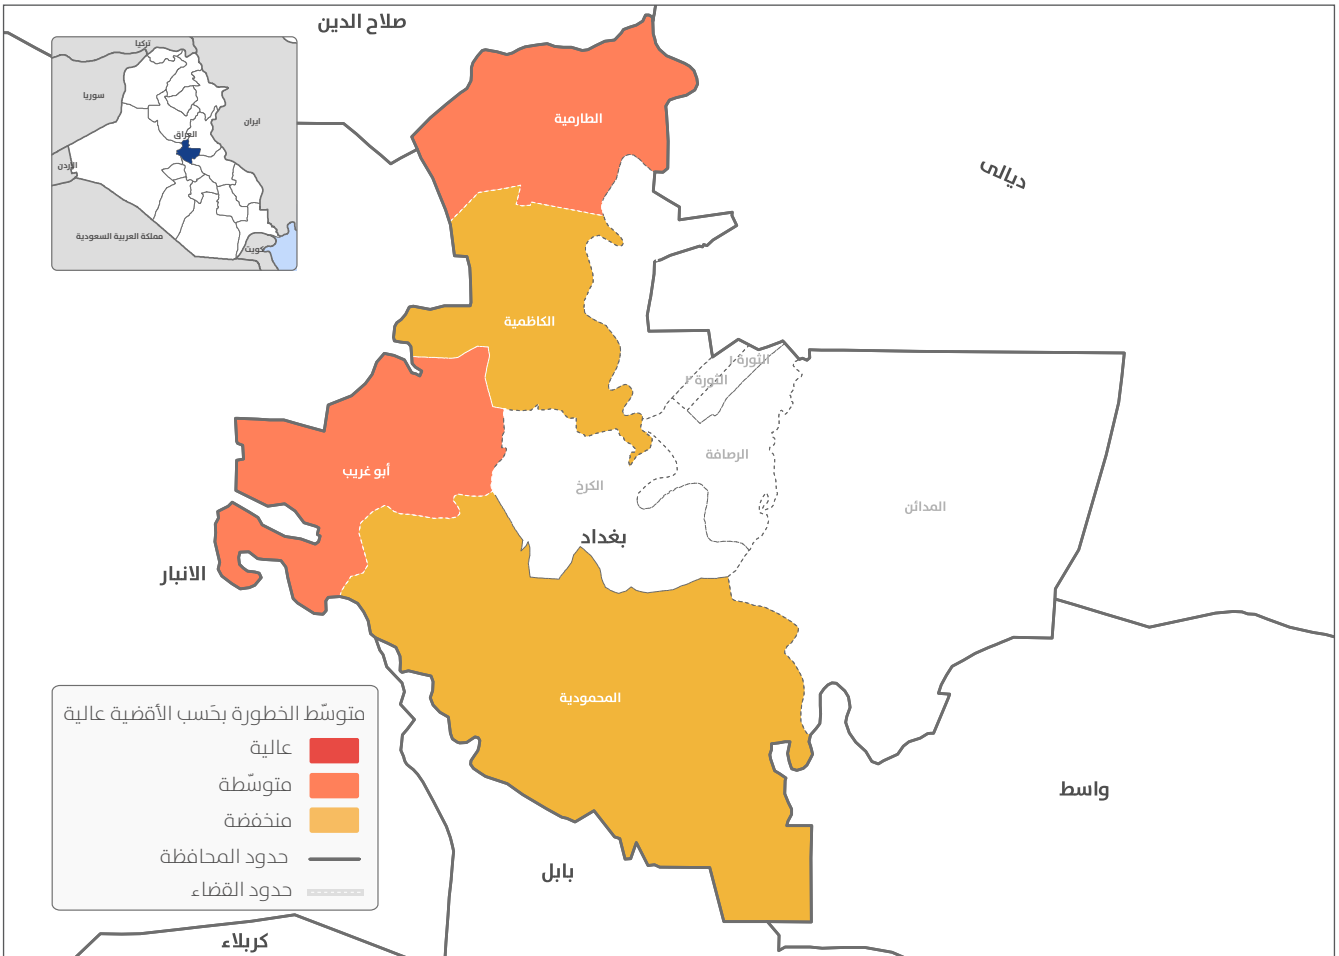 صلاح الدين
تركيا
سوريا
ايران
العراق
الأردن
مملكة العربية السعودية
كويت
الطارمية
ديالى
الكاظمية
الثورة ١
الثورة ٢
أبو غريب
الرصافة
الكرخ
المدائن
بغداد
الانبار
المحمودية
متوسّط الخطورة بحَسب الأقضية عالية
عالية
متوسّطة
منخفضة
حدود المحافظة
حدود القضاء
واسط
بابل
كربلاء